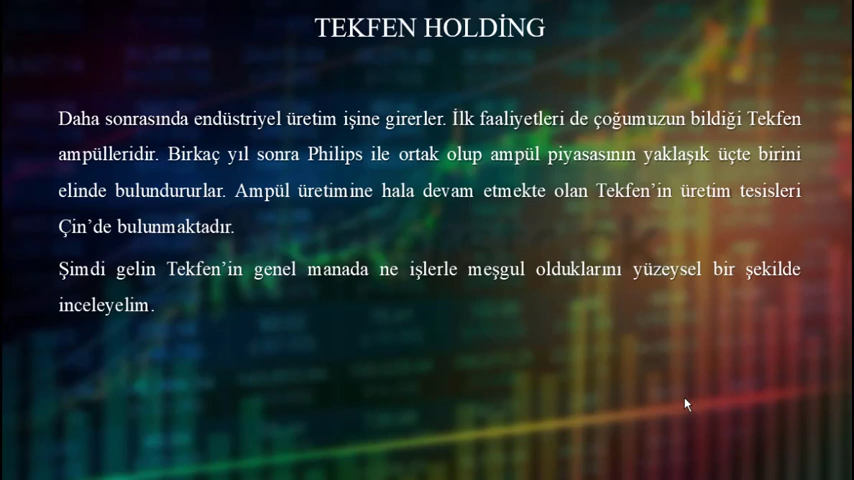 TEKFEN HOLDİNG
Daha sonrasında endüstriyel üretim işine girerler. İlk faaliyetleri de çoğumuzun bildiği Tekfen
ampülleridir. Birkaç yıl sonra Philips ile ortak olup ampül piyasasının yaklaşık üçte birini
elinde bulundururlar. Ampül üretimine hala devam etmekte olan Tekfen’in üretim tesisleri
Çin’de bulunmaktadır.
Şimdi gelin Tekfen’in genel manada ne işlerle meşgul olduklarını yüzeysel bir şekilde
inceleyelim.